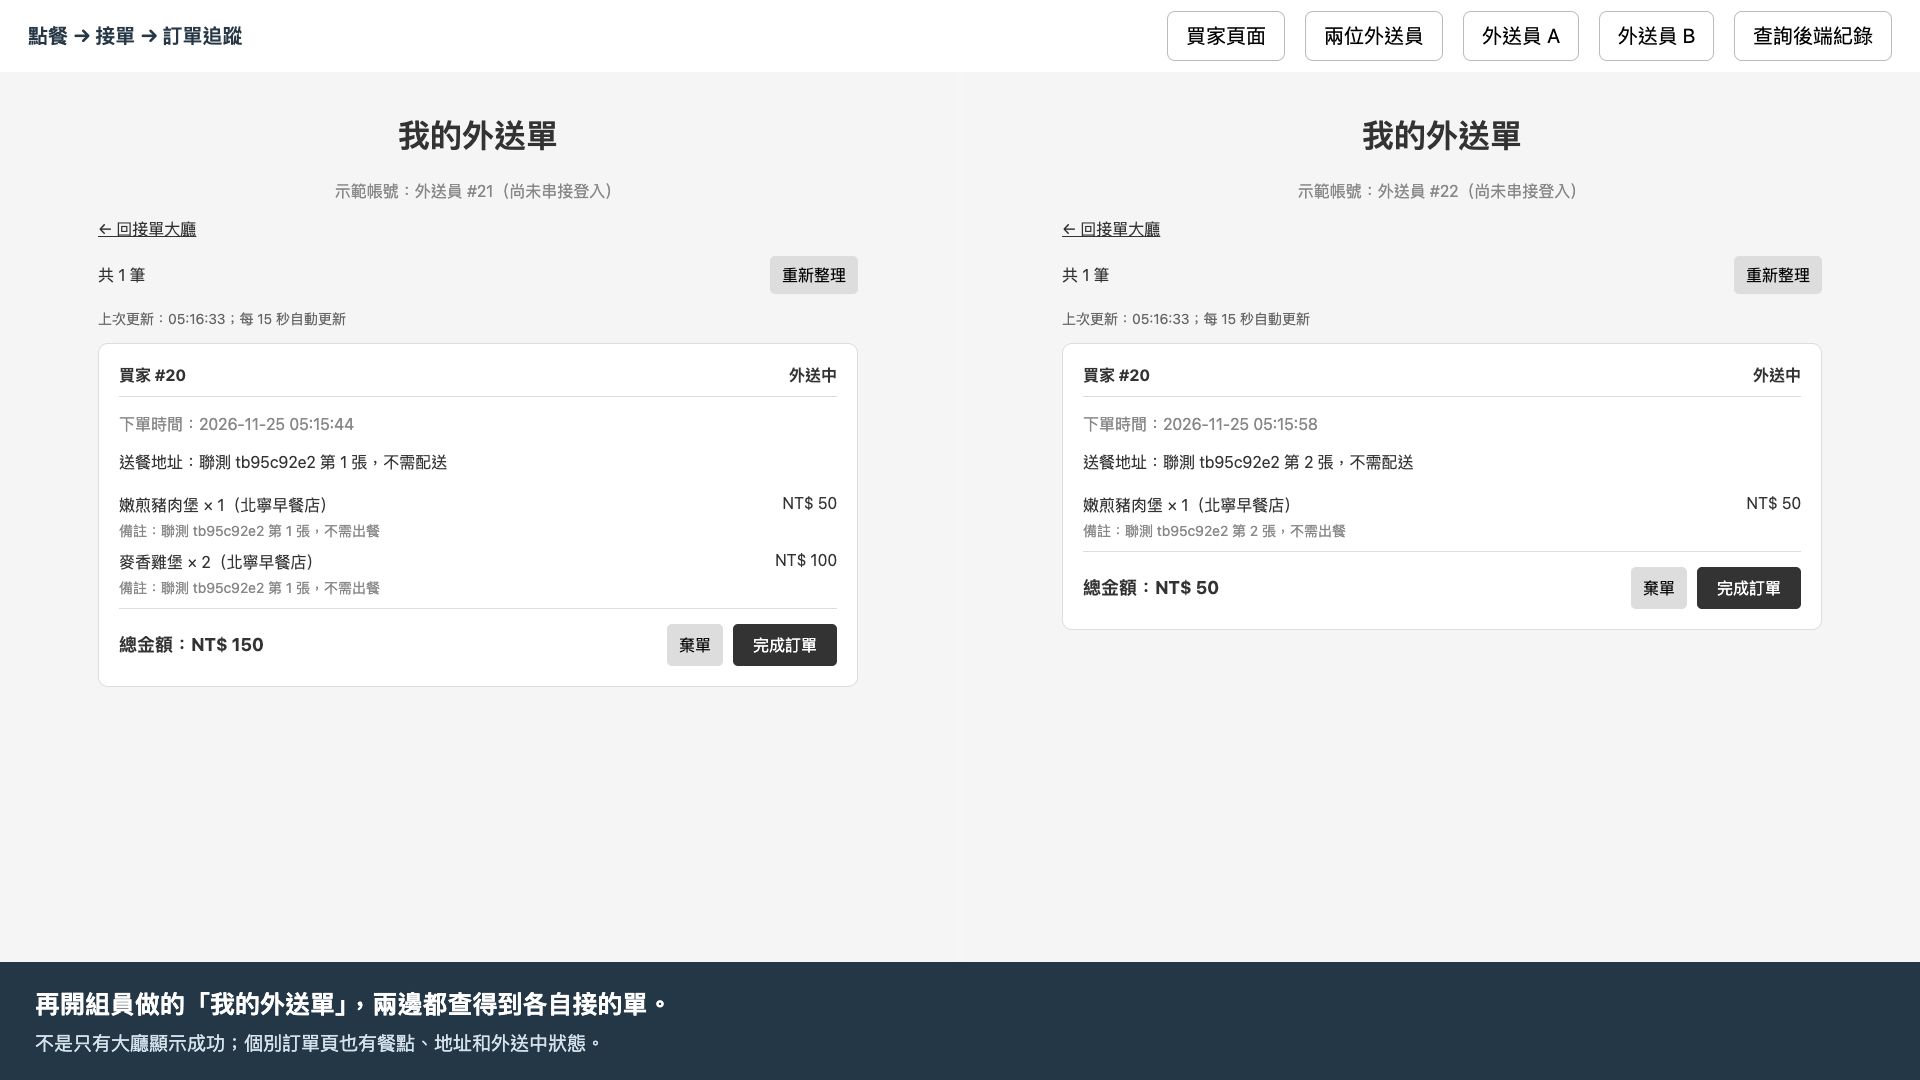 點餐 → 接單 → 訂單追蹤
買家頁面
兩位外送員
外送員 A
外送員 B
查詢後端紀錄
我的外送單
示範帳號：外送員 #21（尚未串接登入）
← 回接單大廳
共 1 筆
重新整理
上次更新：05:16:33；每 15 秒自動更新
買家 #20
外送中
下單時間：2026-11-25 05:15:44
送餐地址：聯測 tb95c92e2 第 1 張，不需配送
嫩煎豬肉堡 × 1（北寧早餐店）
NT$ 50
備註：聯測 tb95c92e2 第 1 張，不需出餐
麥香雞堡 × 2（北寧早餐店）
NT$ 100
備註：聯測 tb95c92e2 第 1 張，不需出餐
總金額：NT$ 150
棄單
完成訂單
我的外送單
示範帳號：外送員 #22（尚未串接登入）
← 回接單大廳
共 1 筆
重新整理
上次更新：05:16:33；每 15 秒自動更新
買家 #20
外送中
下單時間：2026-11-25 05:15:58
送餐地址：聯測 tb95c92e2 第 2 張，不需配送
嫩煎豬肉堡 × 1（北寧早餐店）
NT$ 50
備註：聯測 tb95c92e2 第 2 張，不需出餐
總金額：NT$ 50
棄單
完成訂單
再開組員做的「我的外送單」，兩邊都查得到各自接的單。
不是只有大廳顯示成功；個別訂單頁也有餐點、地址和外送中狀態。